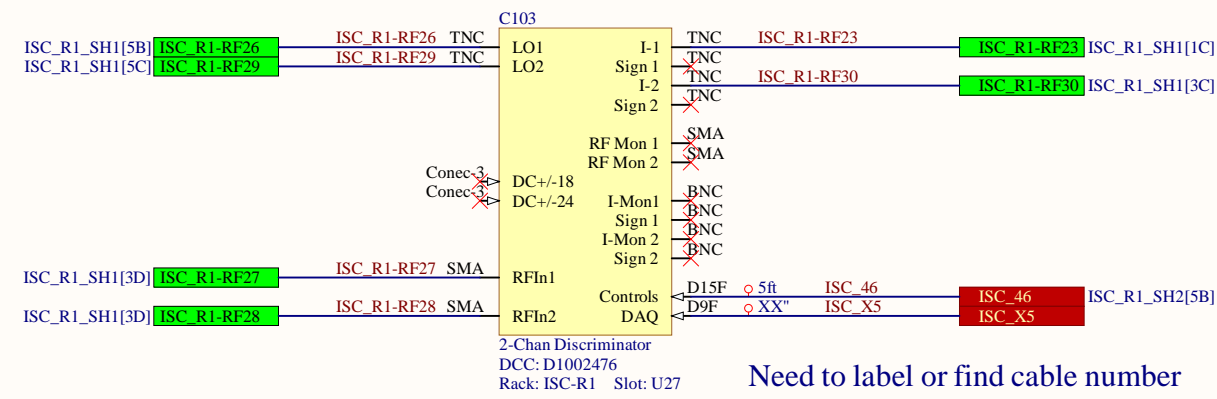 C103
ISC_R1_SH1[5B] ISC_R1-RF26 ISC_R1-RF26 TNC LO1 I-1 TNC ISC_R1-RF23 ISC_R1-RF23 ISC_R1_SH1[1C]
ISC_R1_SH1[5C] ISC_R1-RF29 ISC_R1-RF29 TNC LO2 Sign 1 TNC
I-2 TNC ISC_R1-RF30 ISC_R1-RF30 ISC_R1_SH1[3C]
Sign 2 TNC
RF Mon 1 SMA
RF Mon 2 SMA
Conec-3 DC+/-18
Conec-3 DC+/-24 I-Mon1 BNC
Sign 1 BNC
I-Mon 2 BNC
Sign 2 BNC
ISC_R1_SH1[3D] ISC_R1-RF27 ISC_R1-RF27 SMA RFIn1
Controls D15F 5ft ISC_46 ISC_46 ISC_R1_SH2[5B]
ISC_R1_SH1[3D] ISC_R1-RF28 ISC_R1-RF28 SMA RFIn2 DAQ D9F XX" ISC_X5 ISC_X5
2-Chan Discriminator
DCC: D1002476
Rack: ISC-R1 Slot: U27
Need to label or find cable number